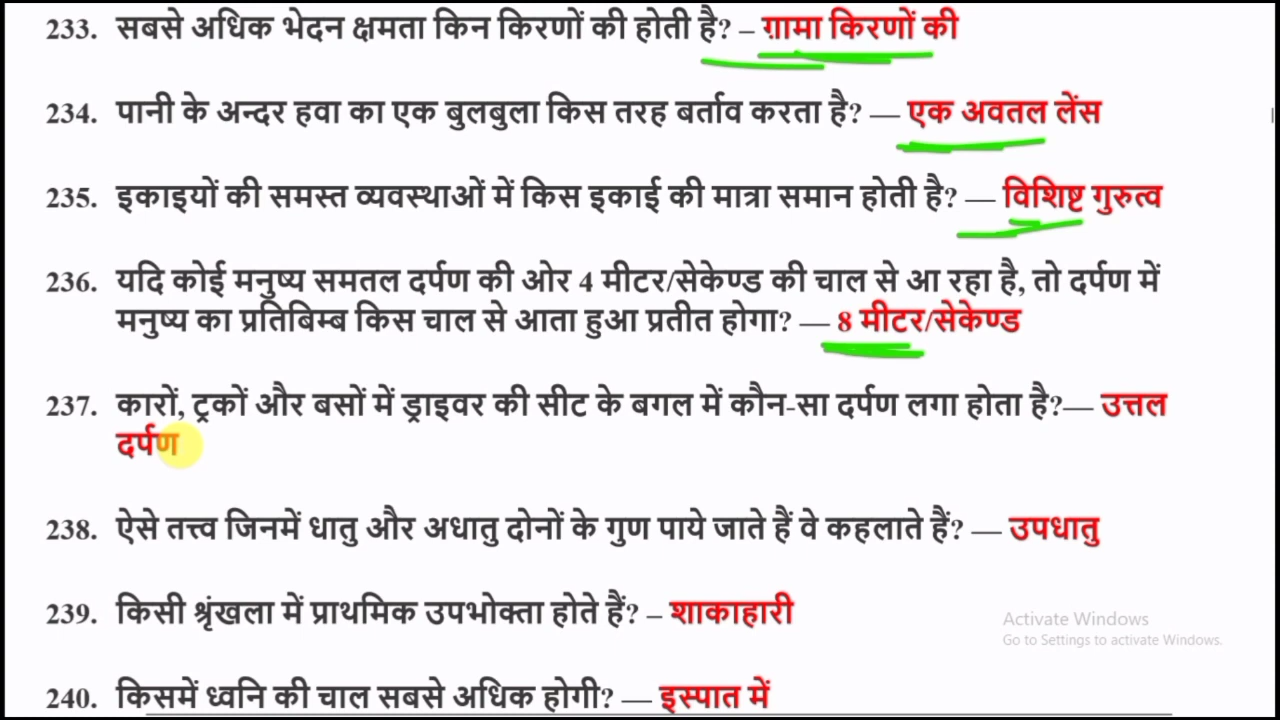 233. सबसे अधिक भेदन क्षमता किन किरणों की होती है? – ग़ामा किरणों की
234. पानी के अन्दर हवा का एक बुलबुला किस तरह बर्ताव करता है? — एक अवतल लेंस
235. इकाइयों की समस्त व्यवस्थाओं में किस इकाई की मात्रा समान होती है? — विशिष्ट गुरुत्व
236. यदि कोई मनुष्य समतल दर्पण की ओर 4 मीटर/सेकेण्ड की चाल से आ रहा है, तो दर्पण में
मनुष्य का प्रतिबिम्ब किस चाल से आता हुआ प्रतीत होगा? — 8 मीटर/सेकेण्ड
237. कारों, ट्रकों और बसों में ड्राइवर की सीट के बगल में कौन-सा दर्पण लगा होता है?— उत्तल
दर्पण
238. ऐसे तत्त्व जिनमें धातु और अधातु दोनों के गुण पाये जाते हैं वे कहलाते हैं? — उपधातु
239. किसी श्रृंखला में प्राथमिक उपभोक्ता होते हैं? – शाकाहारी
Activate Windows
Go to Settings to activate Windows.
240. किसमें ध्वनि की चाल सबसे अधिक होगी? — इस्पात में